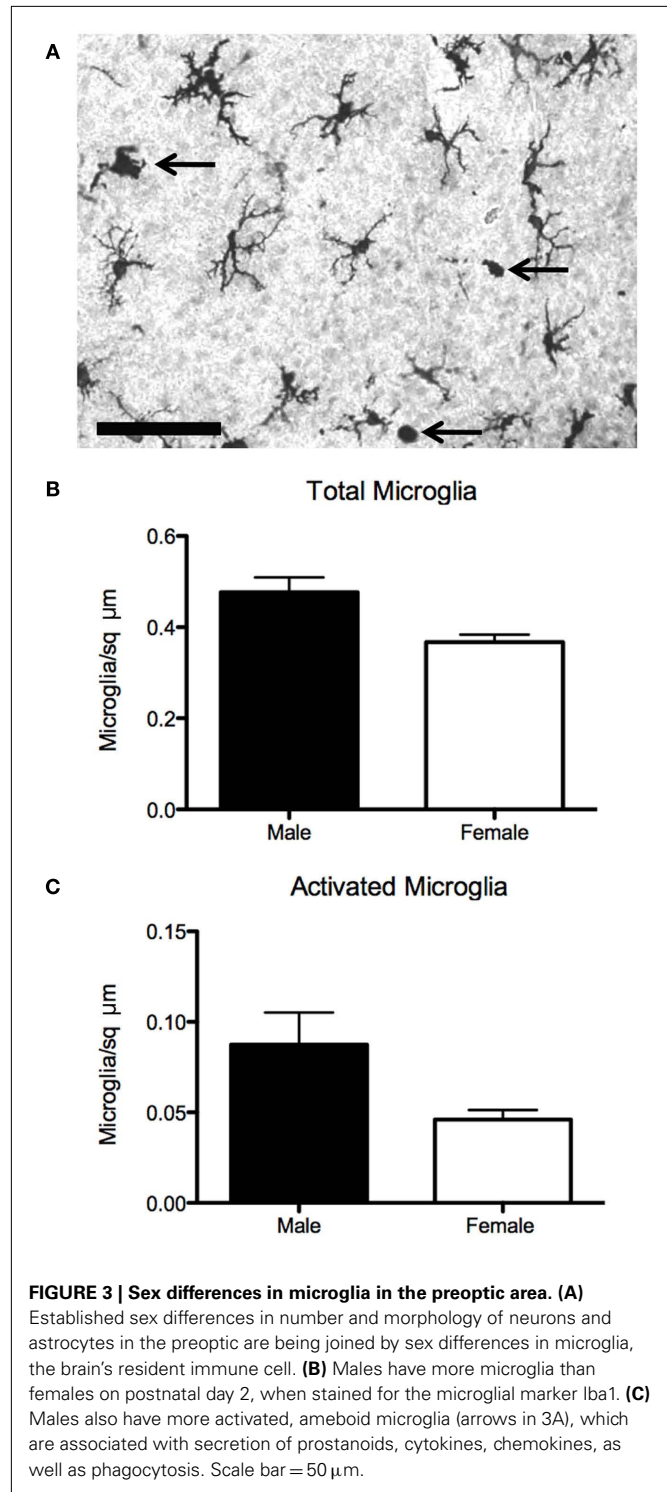 A
B
Total Microglia
0.6
0.4
0.2
0.0
Microglia/sq μm
Male Female
C
Activated Microglia
0.15
0.10
0.05
0.00
Microglia/sq μm
Male Female
FIGURE 3 | Sex differences in microglia in the preoptic area. (A)
Established sex differences in number and morphology of neurons and
astrocytes in the preoptic are being joined by sex differences in microglia,
the brain's resident immune cell. (B) Males have more microglia than
females on postnatal day 2, when stained for the microglial marker Iba1. (C)
Males also have more activated, ameboid microglia (arrows in 3A), which
are associated with secretion of prostanoids, cytokines, chemokines, as
well as phagocytosis. Scale bar = 50 μm.